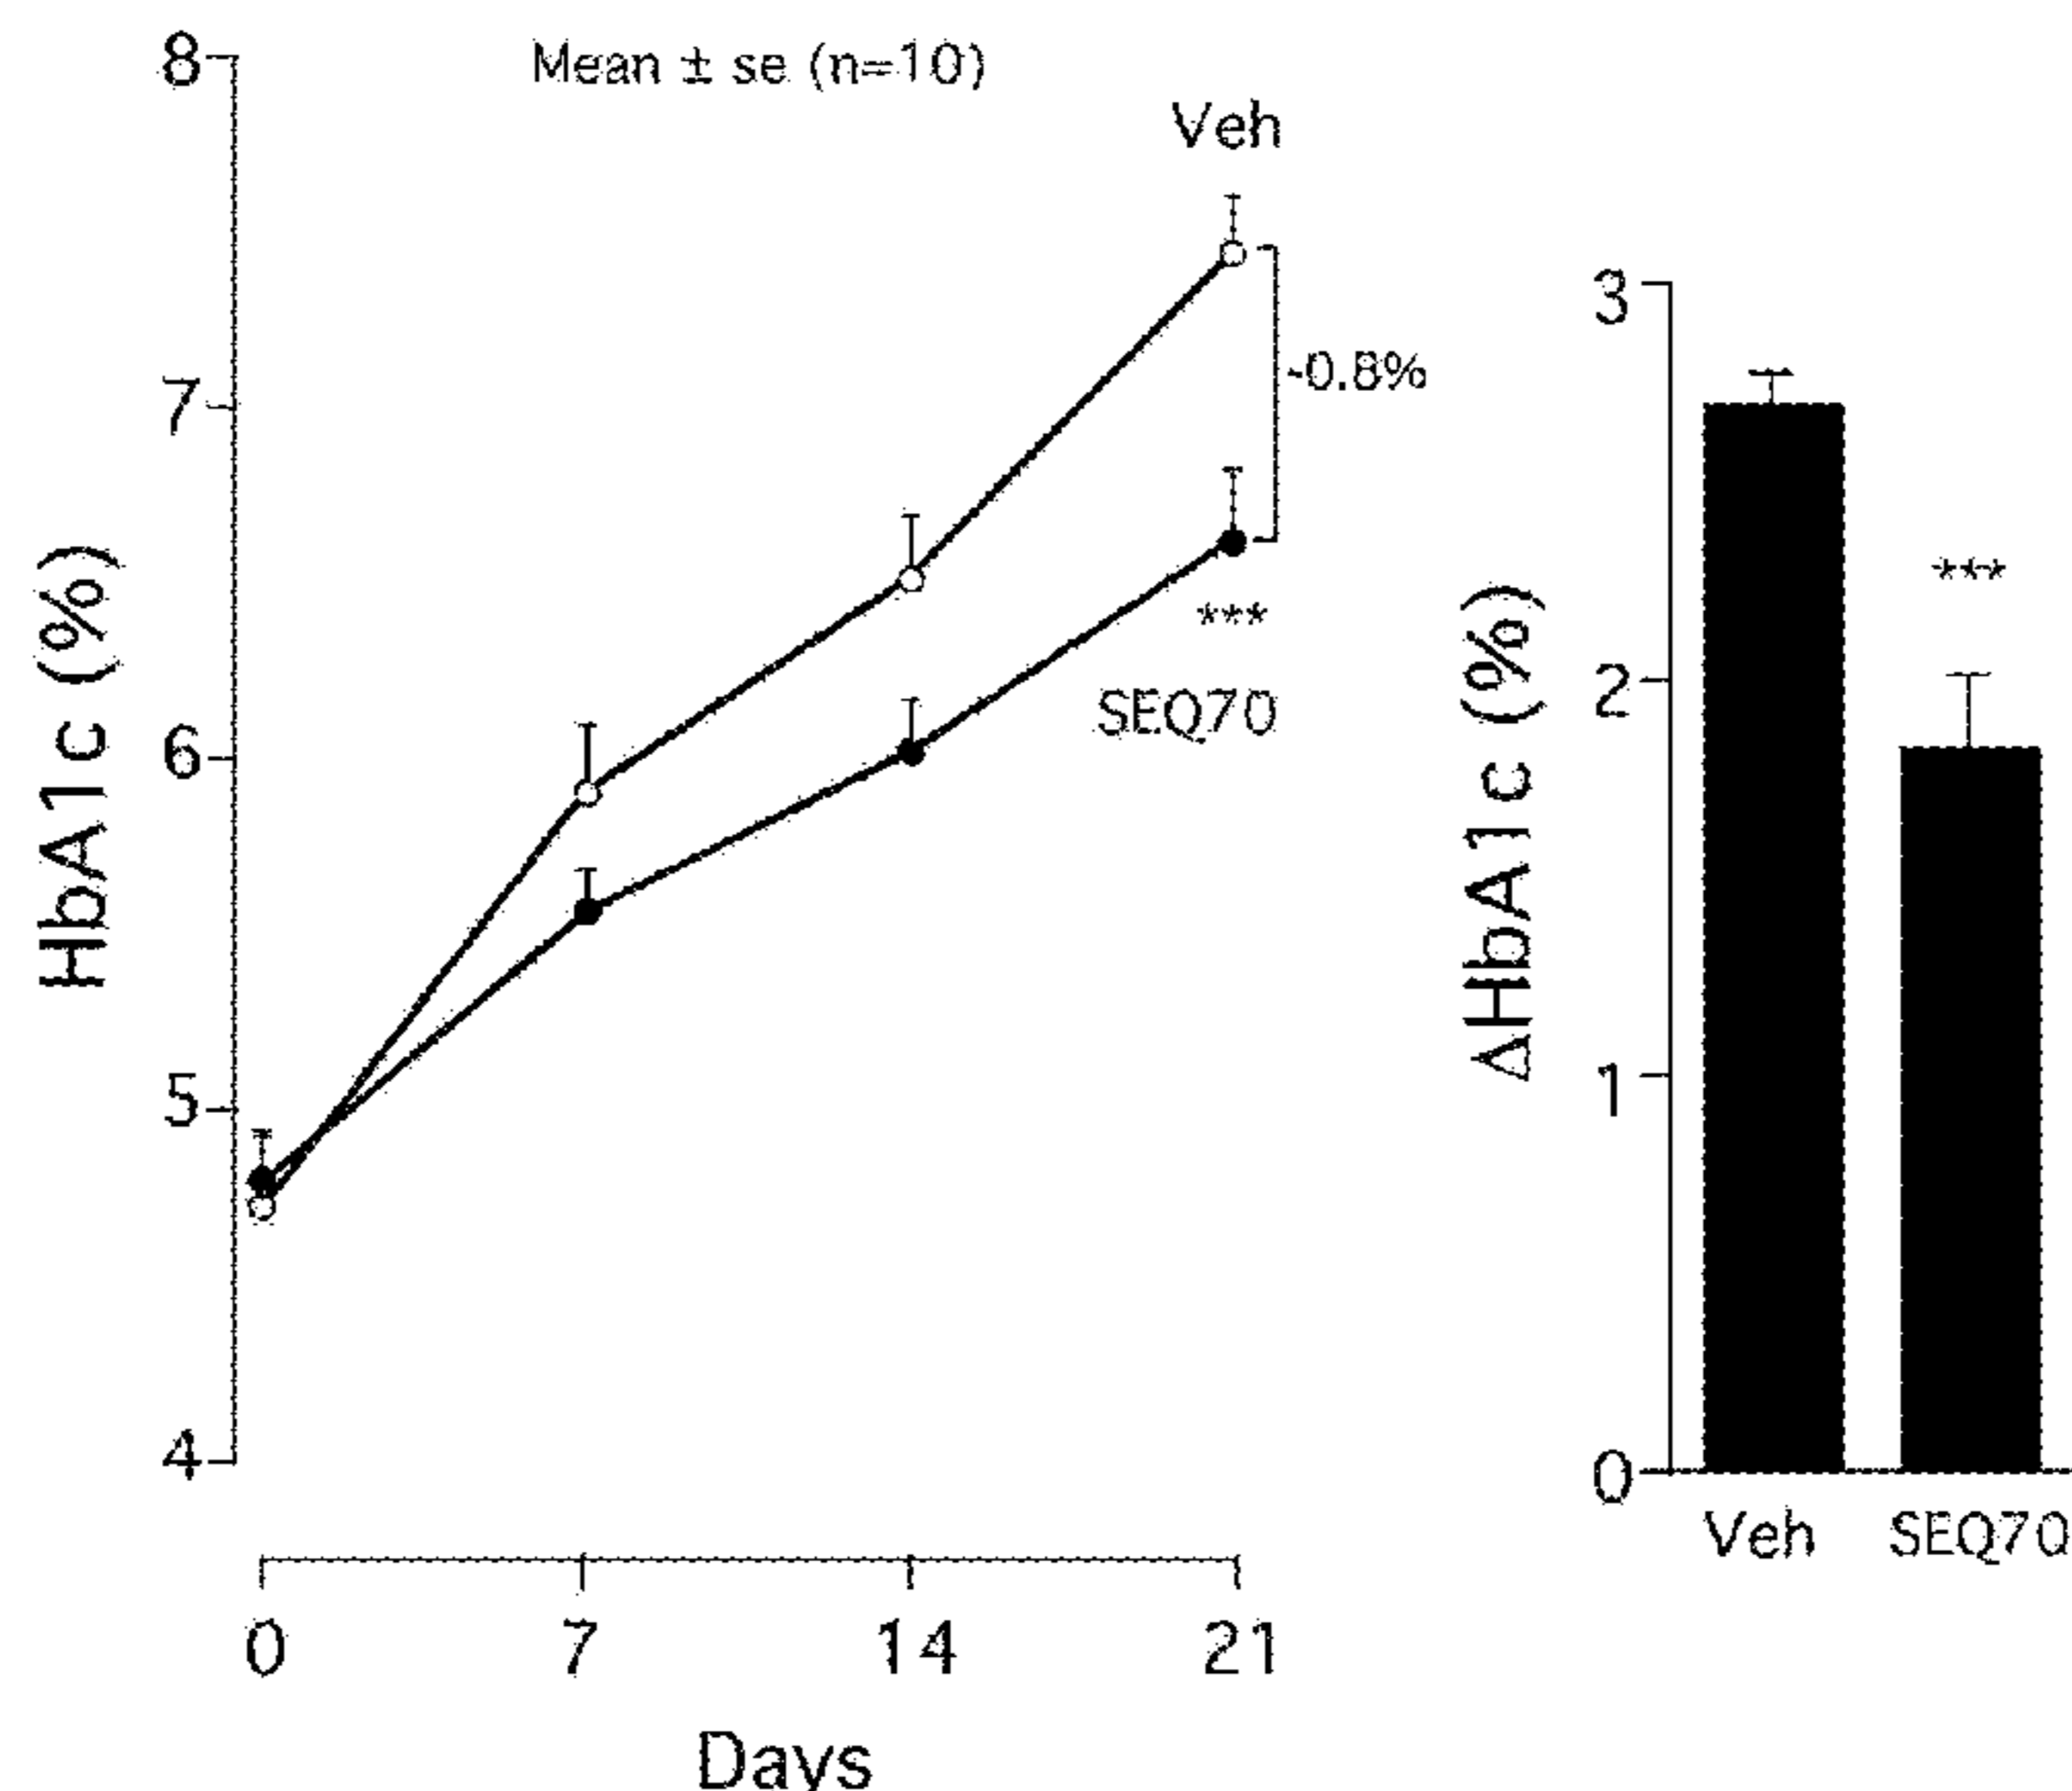 Mean ± se (n=10)
HbA1c (%)
8
7
6
5
4
Veh
-0.8%
***
SEQ70
0 7 14 21
Days
ΔHbA1c (%)
3
2
1
0
***
Veh SEQ70